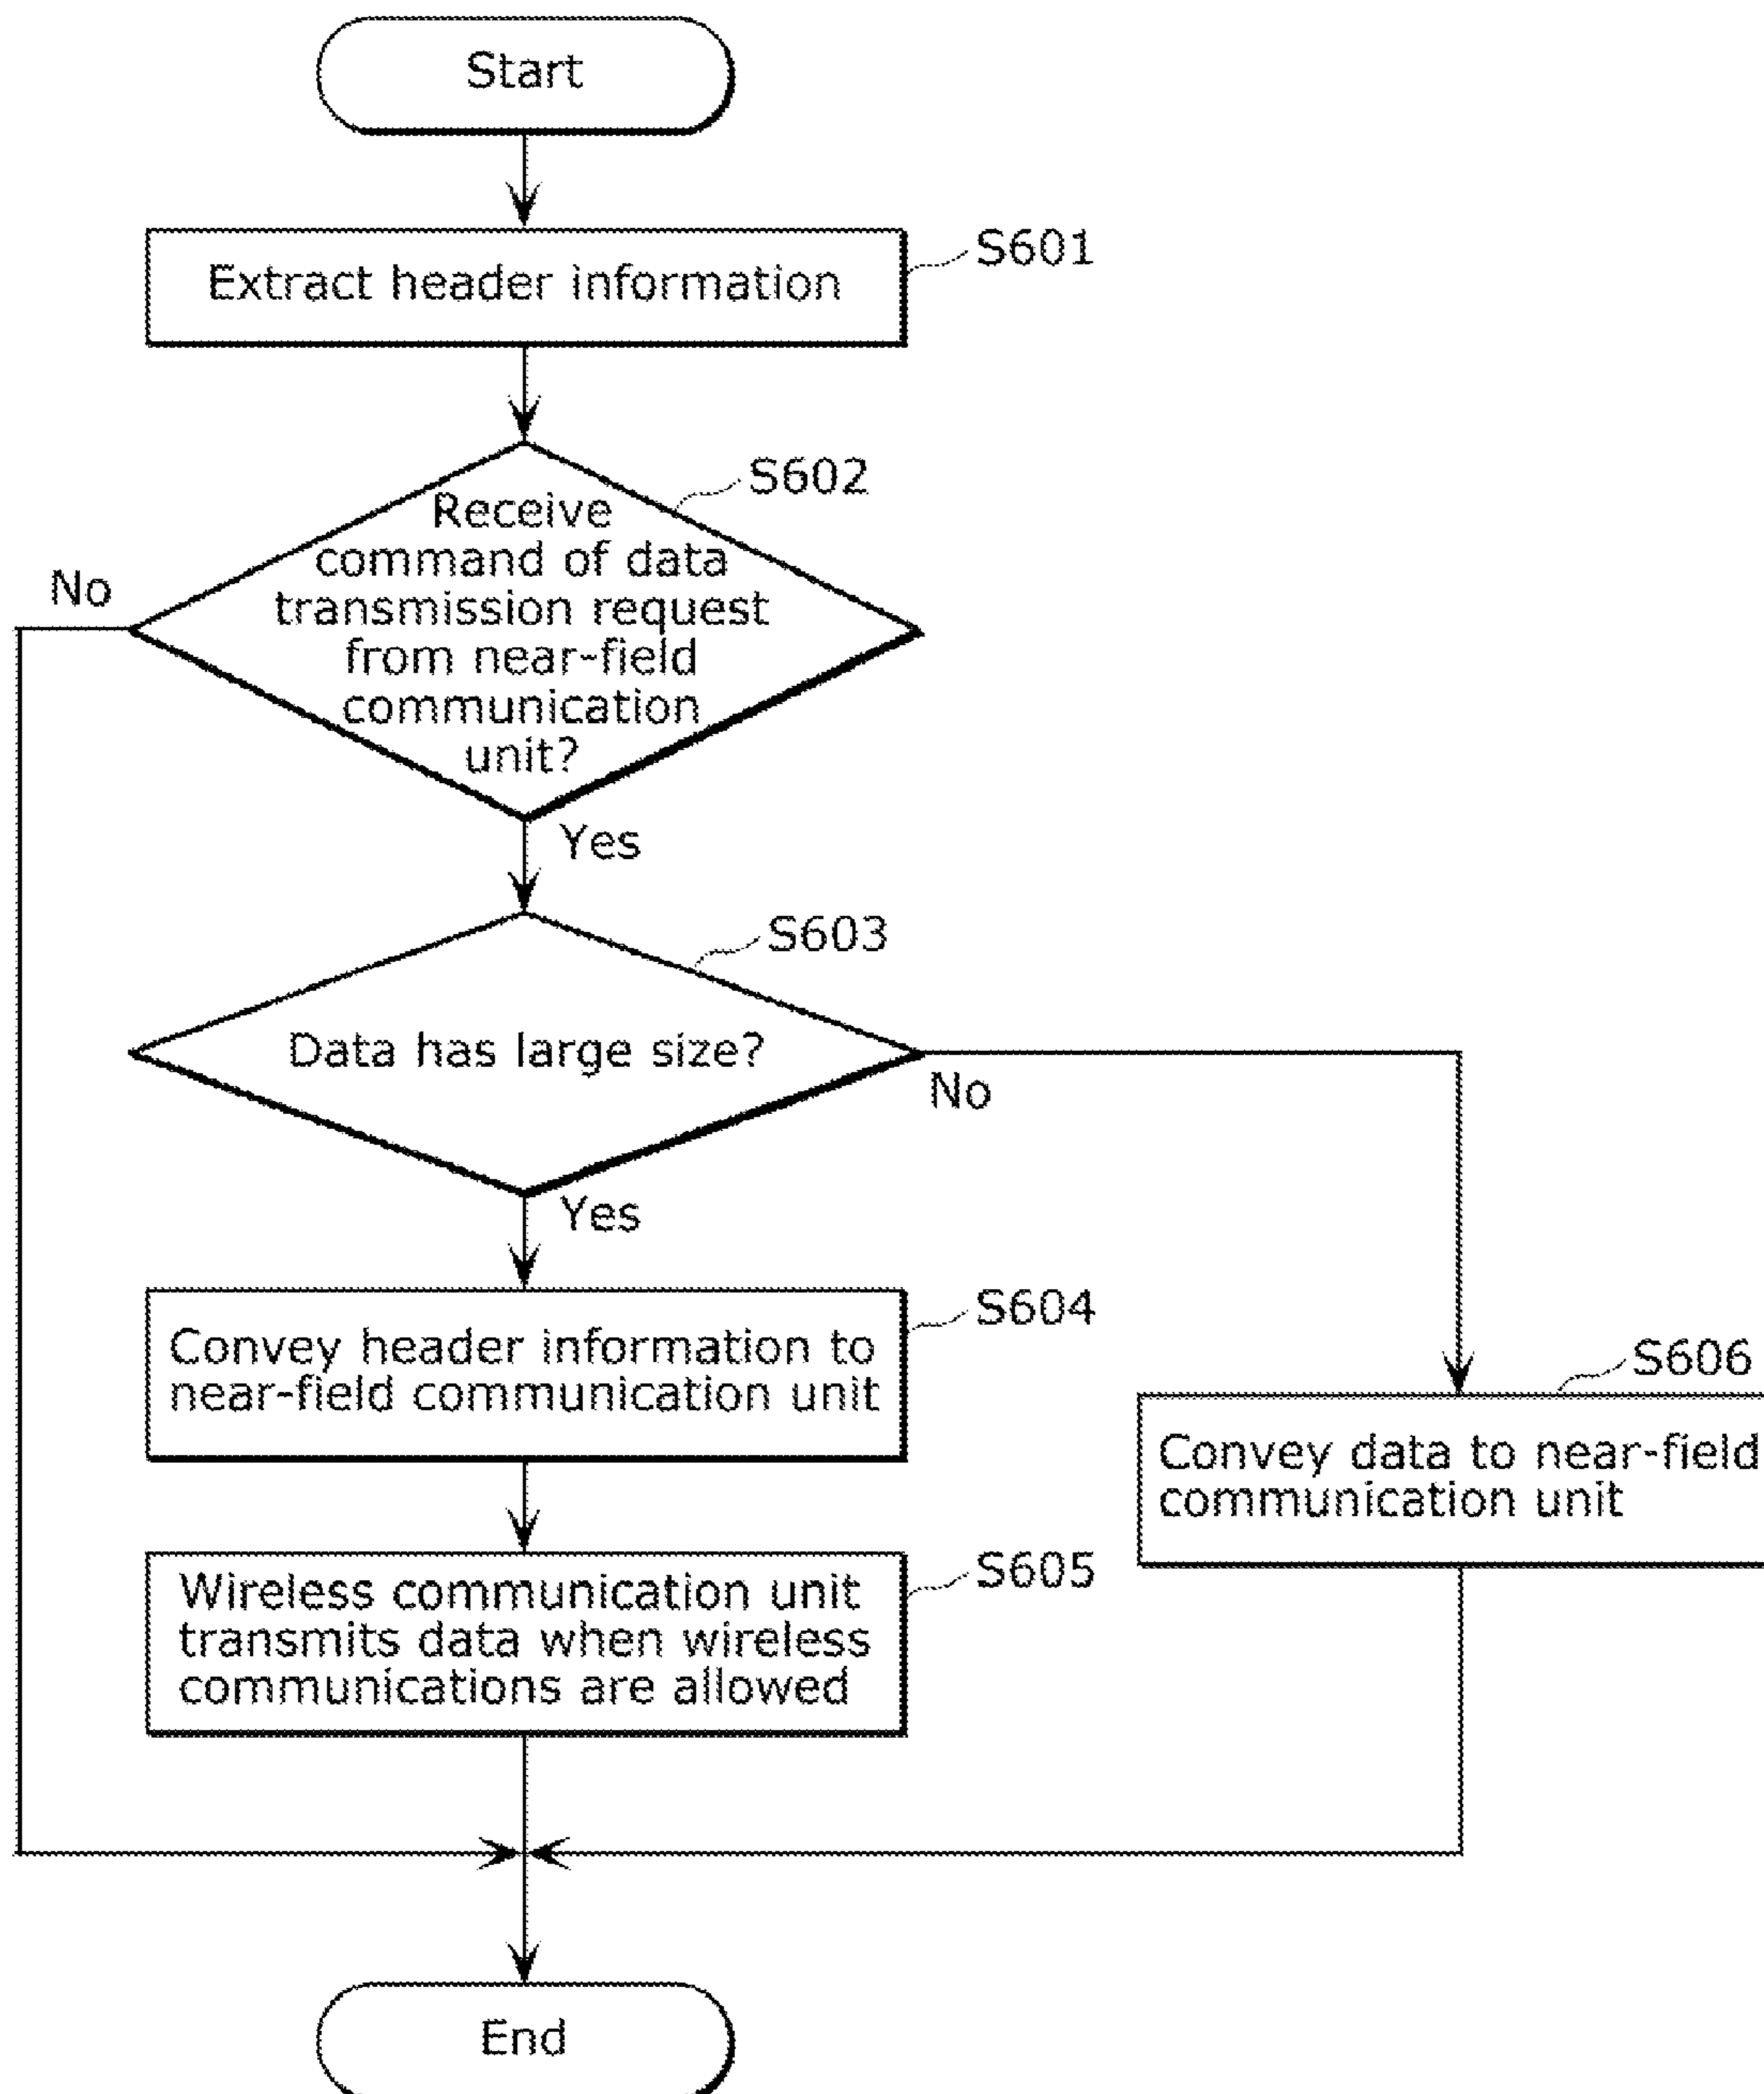 Start
Extract header information
S601
S602
Receive
command of data
transmission request
from near-field
communication
unit?
No
Yes
S603
Data has large size?
No
Yes
Convey header information to
near-field communication unit
S604
S606
Convey data to near-field
communication unit
Wireless communication unit
transmits data when wireless
communications are allowed
S605
End